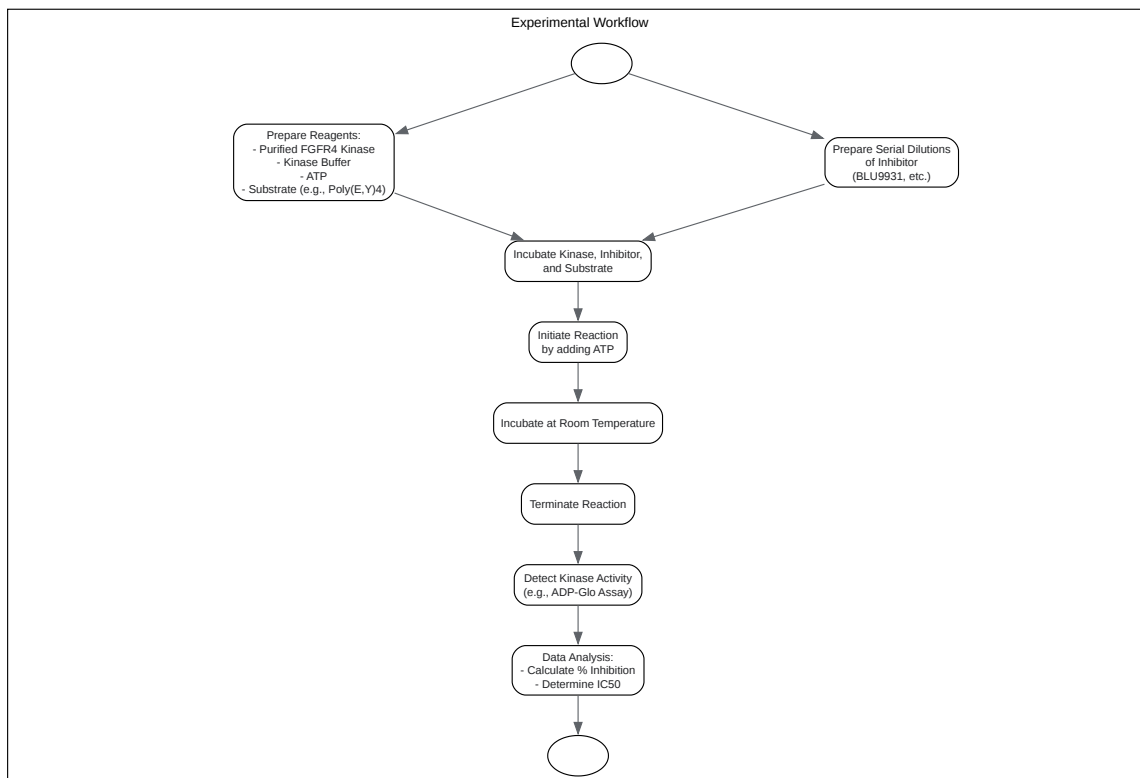 Experimental Workflow
Prepare Reagents:
- Purified FGFR4 Kinase
- Kinase Buffer
- ATP
- Substrate (e.g., Poly(E,Y)4)
Prepare Serial Dilutions
of Inhibitor
(BLU9931, etc.)
Incubate Kinase, Inhibitor,
and Substrate
Initiate Reaction
by adding ATP
Incubate at Room Temperature
Terminate Reaction
Detect Kinase Activity
(e.g., ADP-Glo Assay)
Data Analysis:
- Calculate % Inhibition
- Determine IC50